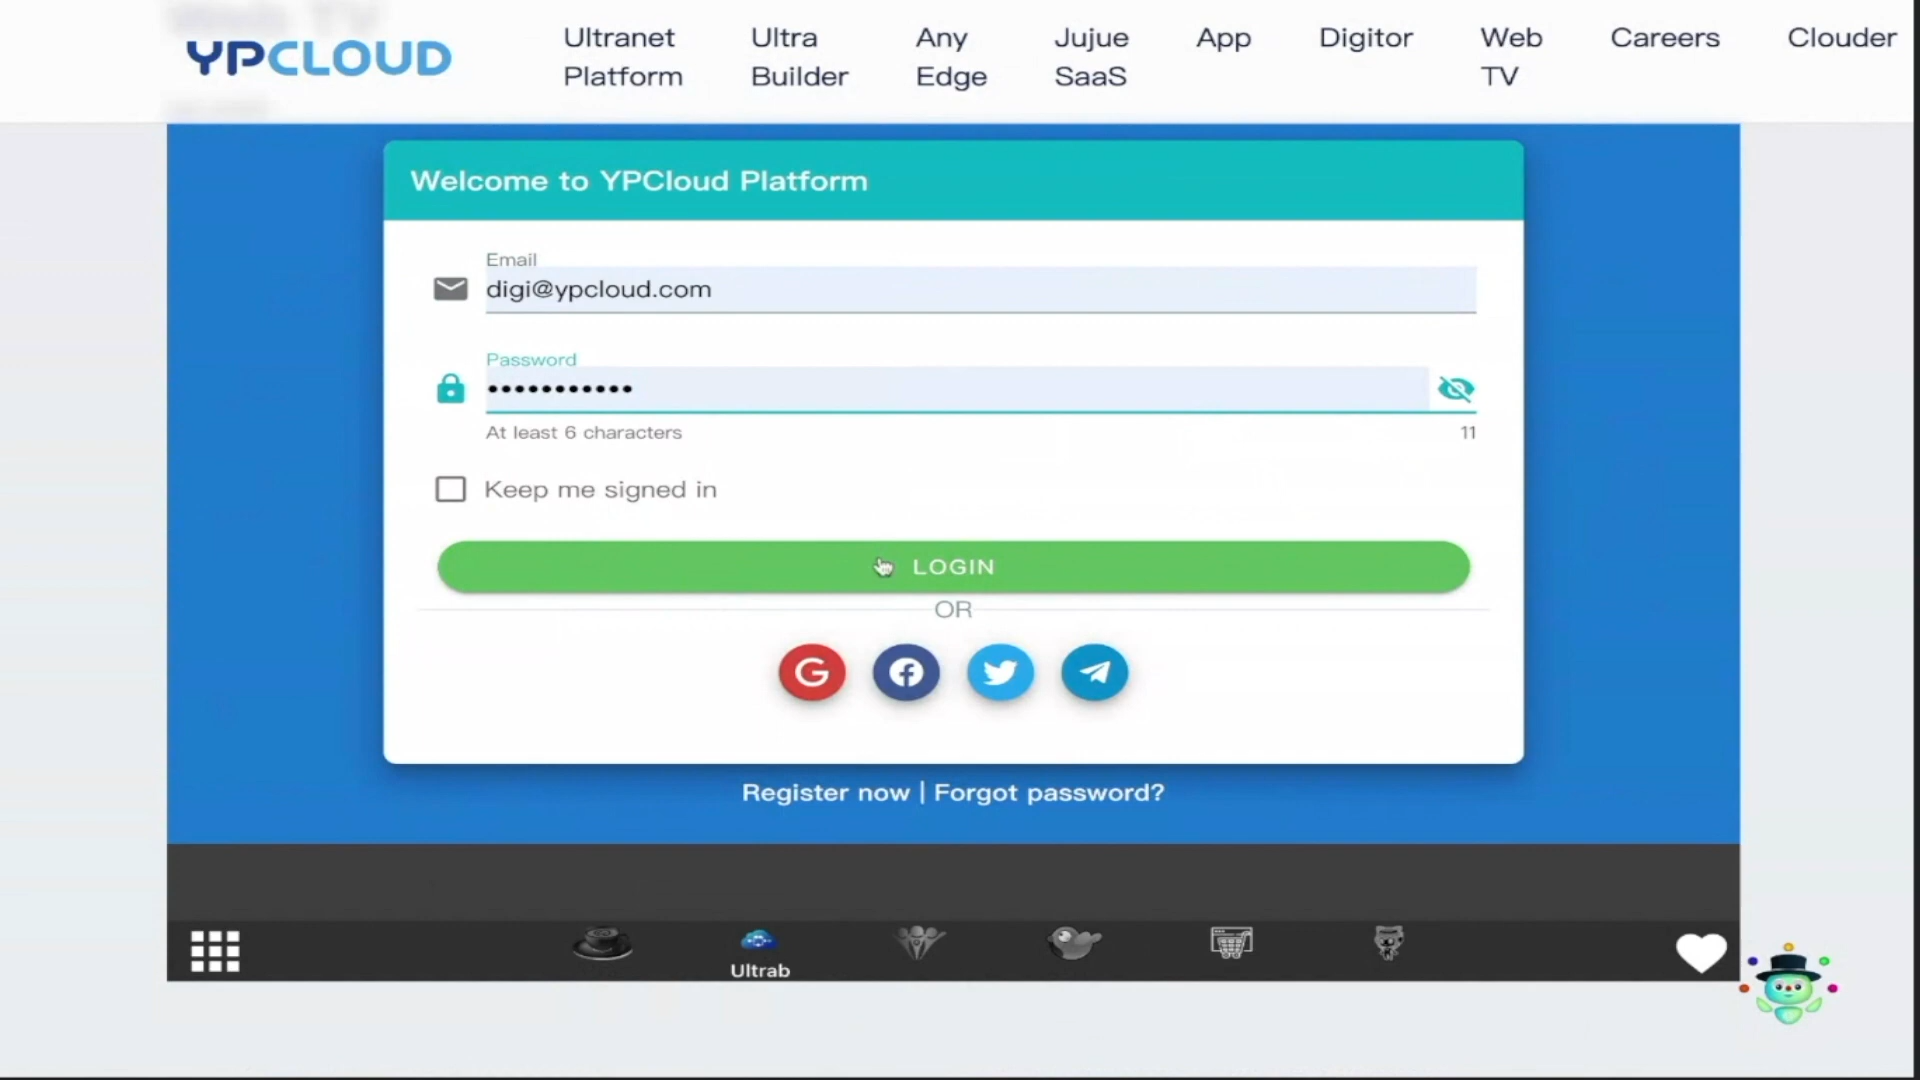 YPCLOUD
Ultranet Platform
Ultra Builder
Any Edge
Jujue SaaS
App
Digitor
Web TV
Careers
Clouder
Welcome to YPCloud Platform
Email
digi@ypcloud.com
Password
•••••••••••
At least 6 characters 11
Keep me signed in
LOGIN
OR
Register now | Forgot password?
Ultrab